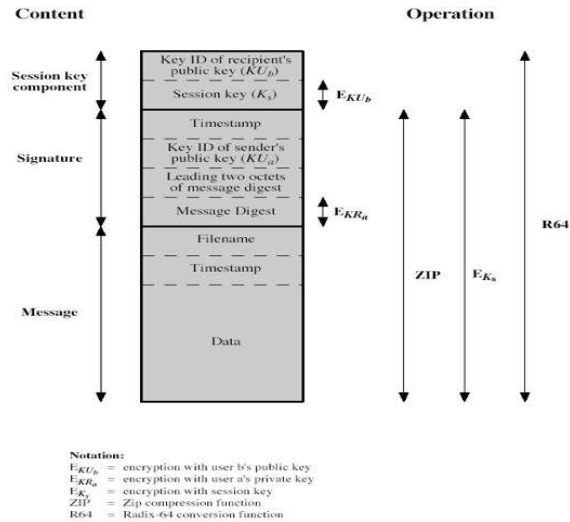 Content
Operation
Session key
component
Key ID of recipient's
public key (KUb)
Session key (Ks)
EKUb
Signature
Timestamp
Key ID of sender's
public key (KUa)
Leading two octets
of message digest
Message Digest
EKRa
Message
Filename
Timestamp
Data
ZIP
EKs
R64
Notation:
EKUb = encryption with user b's public key
EKRa = encryption with user a's private key
EKs = encryption with session key
ZIP = Zip compression function
R64 = Radix-64 conversion function